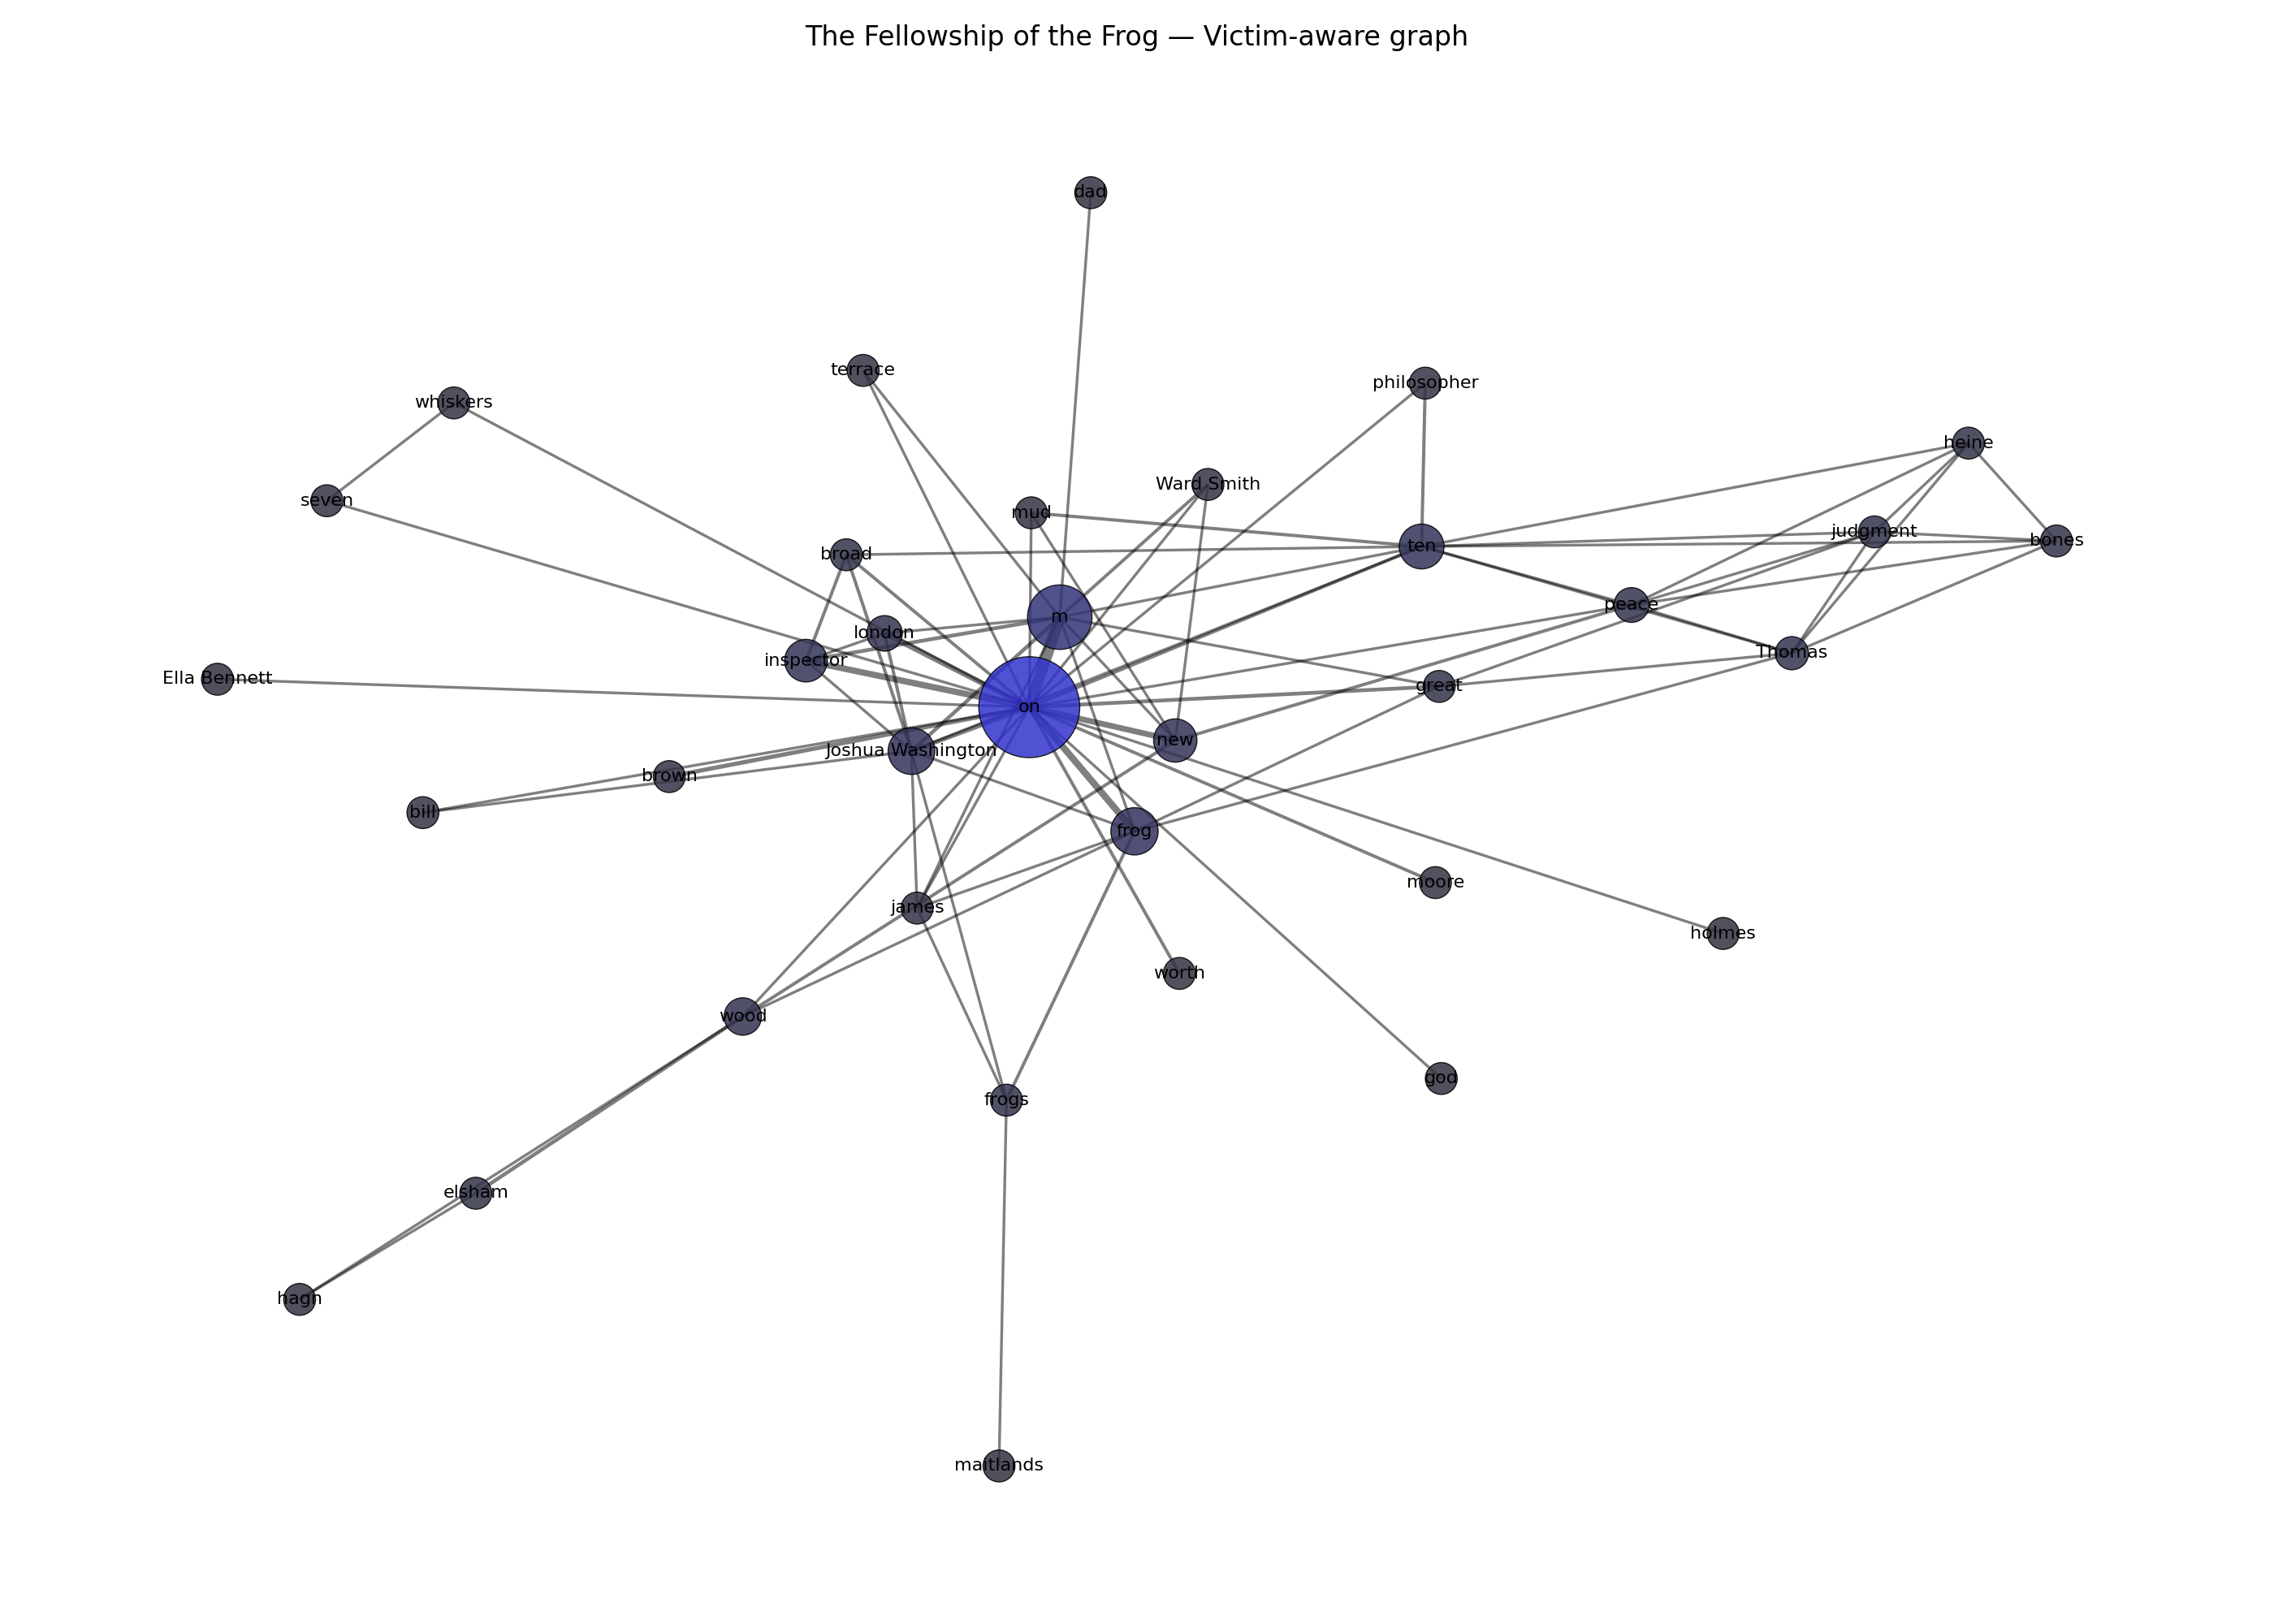 The Fellowship of the Frog — Victim-aware graph
dad
terrace
philosopher
whiskers
heine
Ward Smith
seven
mud
judgment
bones
broad
ten
peace
m
london
Thomas
inspector
Ella Bennett
great
on
new
Joshua Washington
brown
bill
frog
moore
james
holmes
worth
wood
god
frogs
elsham
hagn
maitlands